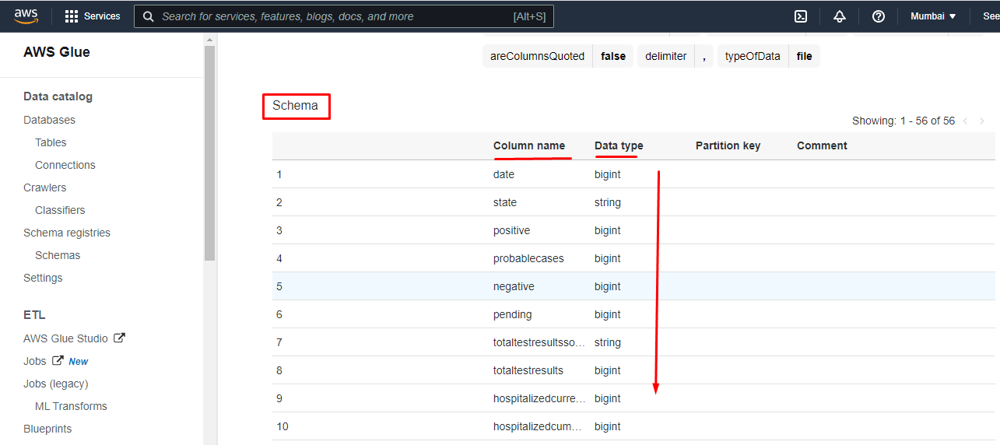 aws Services Search for services, features, blogs, docs, and more [Alt+S] Mumbai See
AWS Glue
Data catalog
Databases
Tables
Connections
Crawlers
Classifiers
Schema registries
Schemas
Settings
ETL
AWS Glue Studio
Jobs New
Jobs (legacy)
ML Transforms
Blueprints
areColumnsQuoted false delimiter , typeOfData file
Schema
Showing: 1 - 56 of 56
Column name Data type Partition key Comment
1 date bigint
2 state string
3 positive bigint
4 probablecases bigint
5 negative bigint
6 pending bigint
7 totaltestresultsso... string
8 totaltestresults bigint
9 hospitalizedcurre... bigint
10 hospitalizedcum... bigint